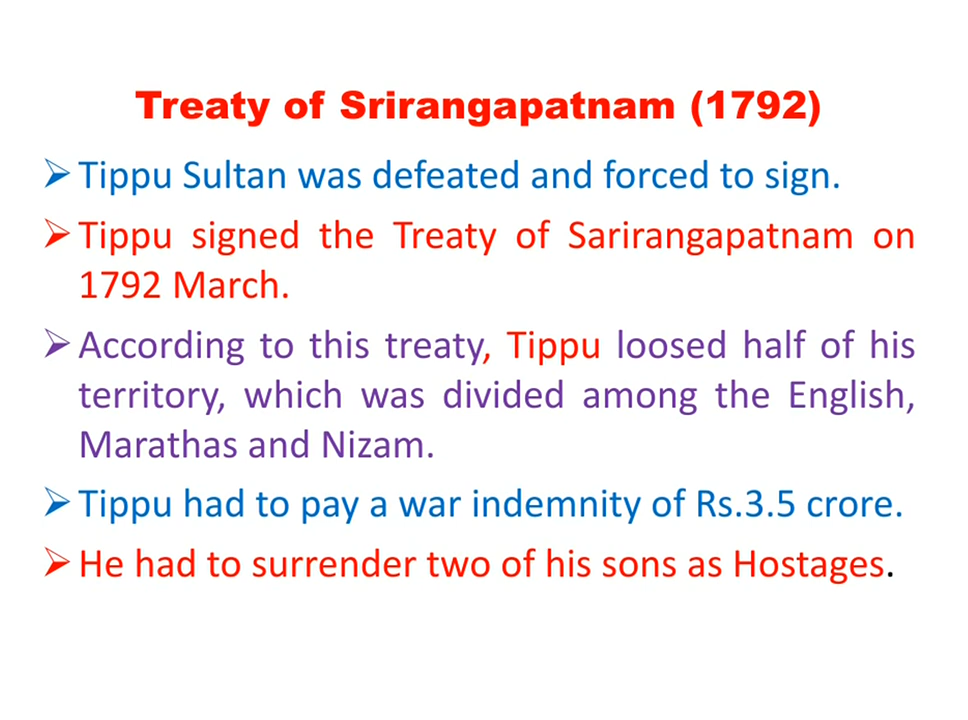 Treaty of Srirangapatnam (1792)
➢ Tippu Sultan was defeated and forced to sign.
➢ Tippu signed the Treaty of Sarirangapatnam on
1792 March.
➢ According to this treaty, Tippu loosed half of his
territory, which was divided among the English,
Marathas and Nizam.
➢ Tippu had to pay a war indemnity of Rs.3.5 crore.
➢ He had to surrender two of his sons as Hostages.